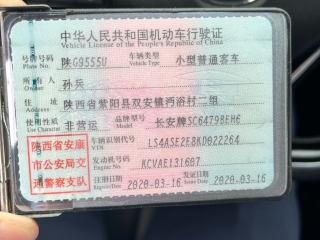 中华人民共和国机动车行驶证
Vehicle License of the People's Republic of China
号牌号码 陕G9555U 车辆类型 小型普通客车
Plate No. Vehicle Type
所有人 孙兵
Owner
住址 陕西省紫阳县双安镇沔浴村二组
Address
使用性质 非营运 品牌型号 长安牌SC6479BEH6
Use Character Model
陕西省安康市公安局交通警察支队
车辆识别代号 LS4ASE2E8KD022264
VIN
发动机号码 KCVAE131607
Engine No.
注册日期 2020-03-16 发证日期 2020-03-16
Register Date Issue Date